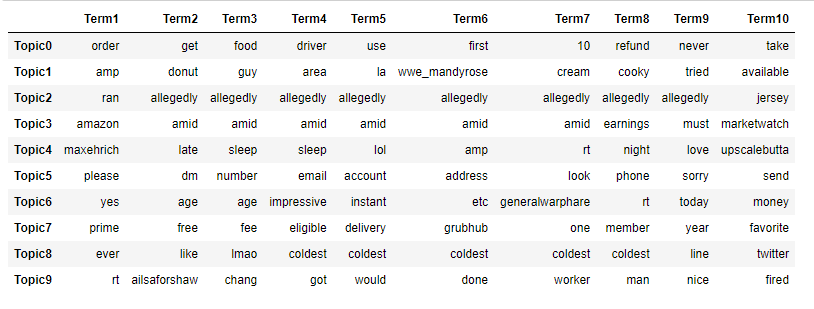 Term1 Term2 Term3 Term4 Term5 Term6 Term7 Term8 Term9 Term10
Topic0 order get food driver use first 10 refund never take
Topic1 amp donut guy area la wwe_mandyrose cream cooky tried available
Topic2 ran allegedly allegedly allegedly allegedly allegedly allegedly allegedly allegedly jersey
Topic3 amazon amid amid amid amid amid amid earnings must marketwatch
Topic4 maxehrich late sleep sleep lol amp rt night love upscalebutta
Topic5 please dm number email account address look phone sorry send
Topic6 yes age age impressive instant etc generalwarphare rt today money
Topic7 prime free fee eligible delivery grubhub one member year favorite
Topic8 ever like lmao coldest coldest coldest coldest coldest line twitter
Topic9 rt ailsaforshaw chang got would done worker man nice fired